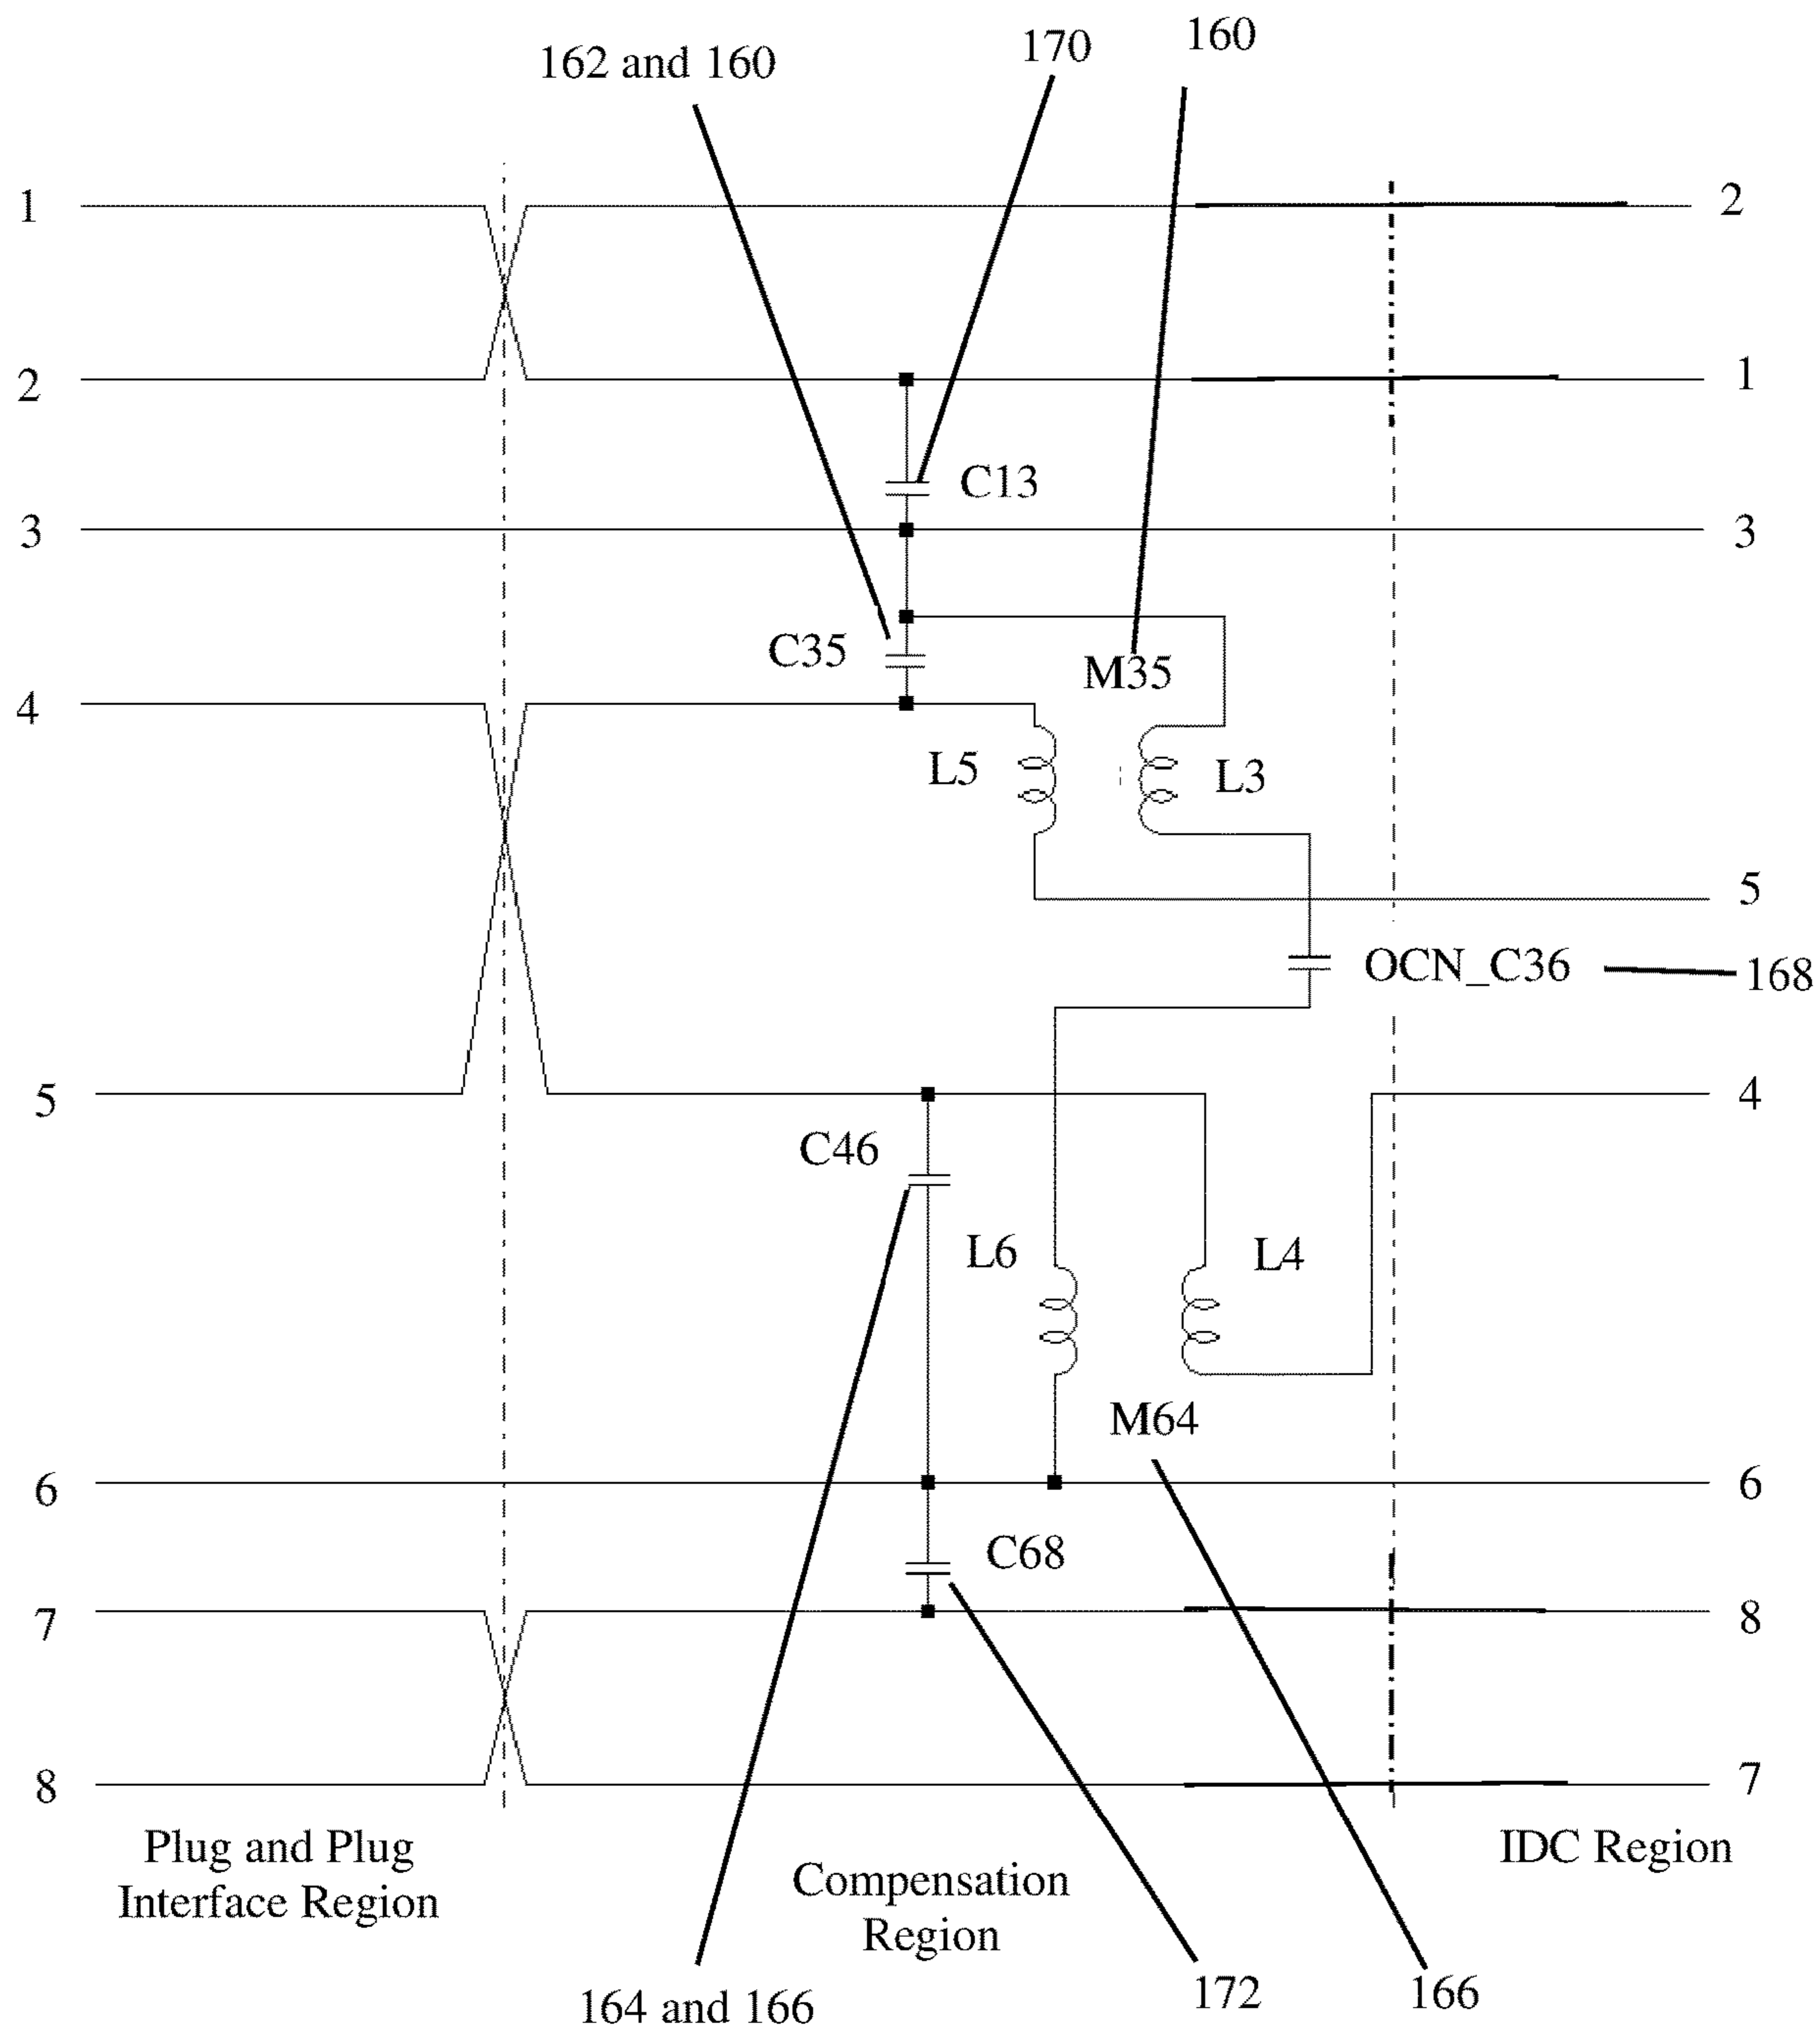 162 and 160
170
160
1
2
2
1
C13
3
3
C35
M35
4
L5
L3
5
OCN_C36
168
5
4
C46
L6
L4
M64
6
6
C68
7
8
8
7
Plug and Plug
Interface Region
Compensation
Region
IDC Region
164 and 166
172
166